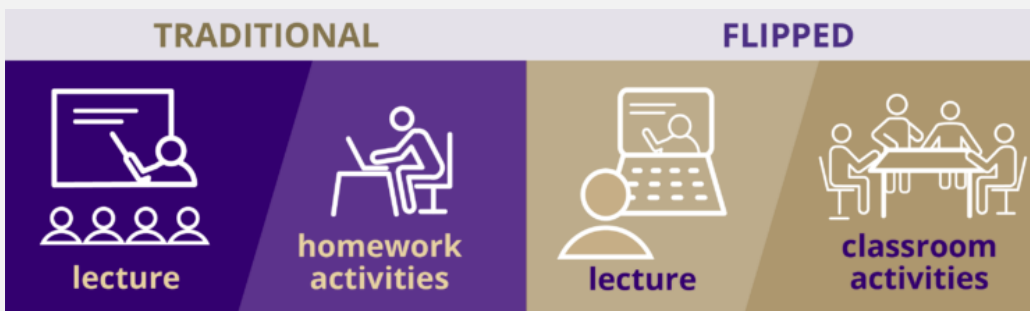 TRADITIONAL
FLIPPED
lecture
homework
activities
lecture
classroom
activities